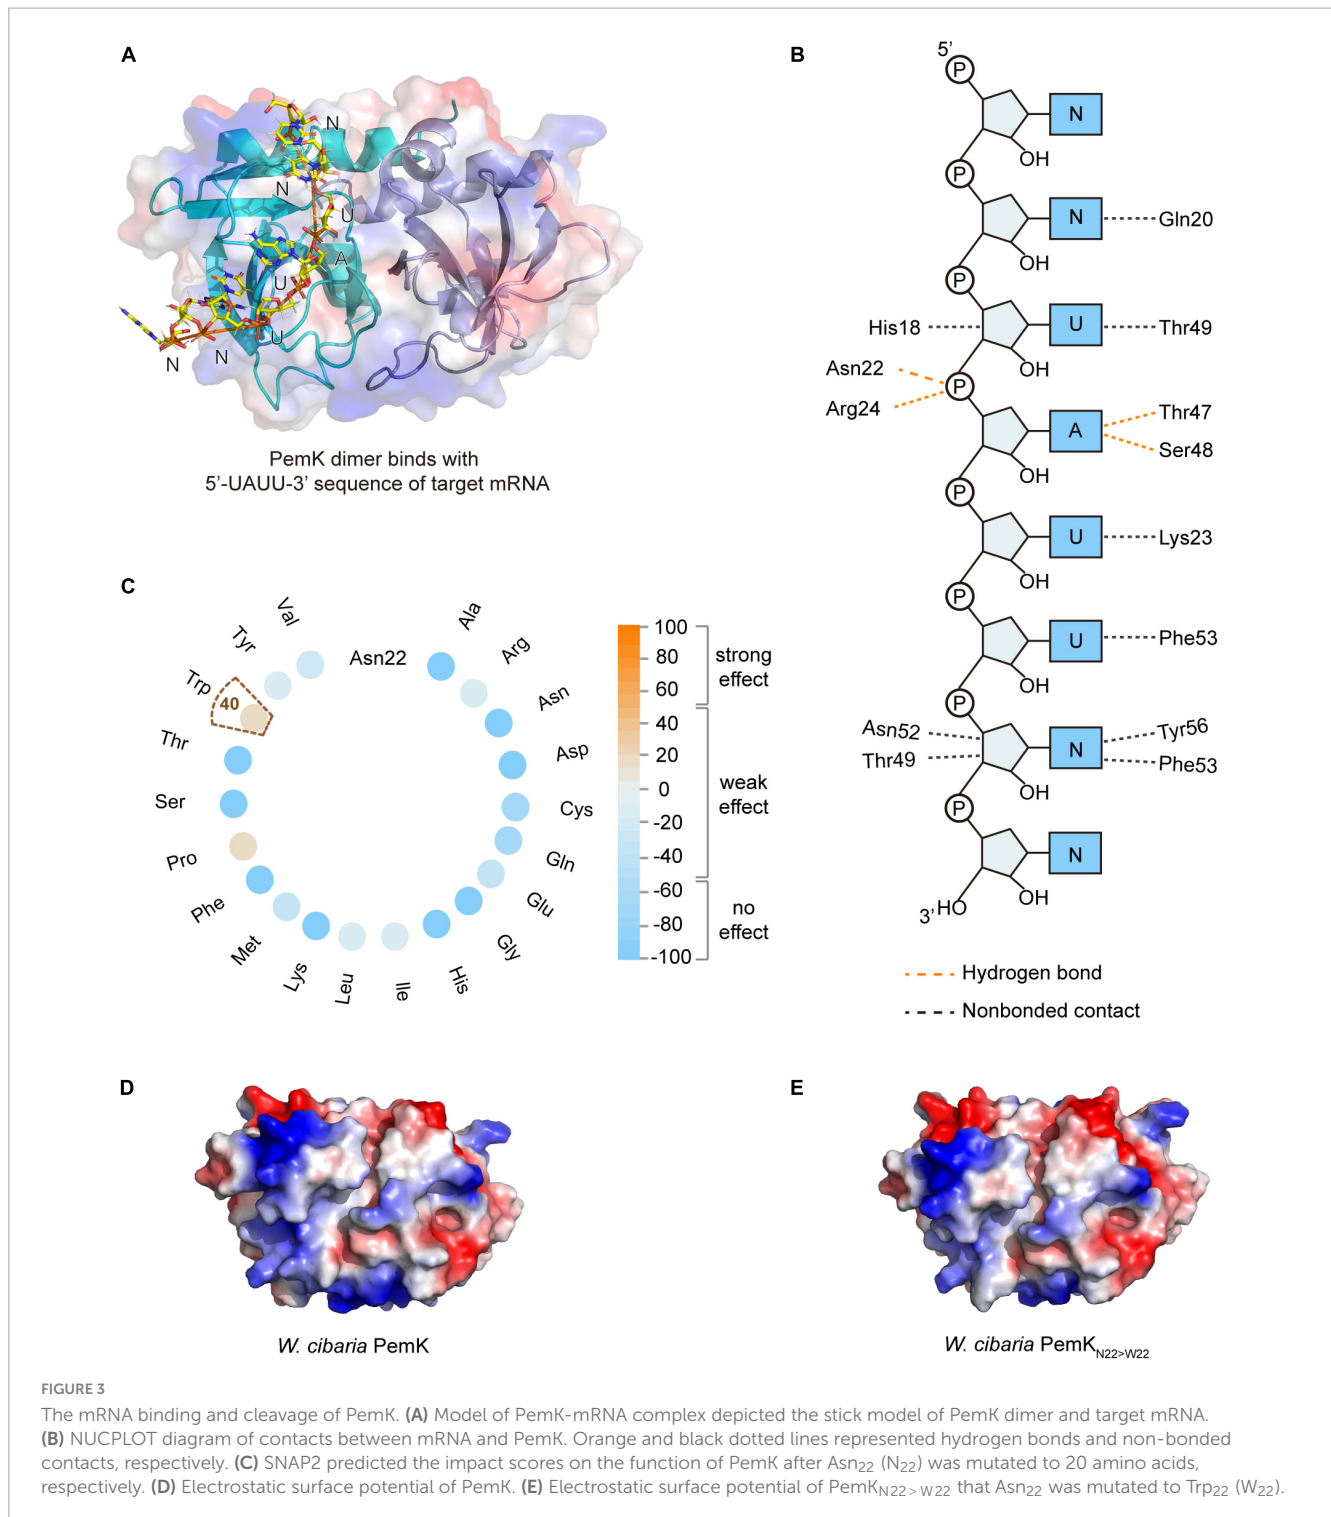 A
N
N
U
A
U
U
N
N
PemK dimer binds with
5’-UAUU-3’ sequence of target mRNA
B
5’
P
N
OH
P
N
Gln20
OH
P
His18
U
Thr49
OH
Asn22
Arg24
P
A
Thr47
Ser48
OH
P
U
Lys23
OH
P
U
Phe53
OH
P
Asn52
Thr49
N
Tyr56
Phe53
OH
P
N
OH
3’HO
Hydrogen bond
Nonbonded contact
C
Asn22
Ala
Arg
Asn
Asp
Cys
Gln
Glu
Gly
His
Ile
Leu
Lys
Met
Phe
Pro
Ser
Thr
Trp
40
Tyr
Val
100
80
60
40
20
0
-20
-40
-60
-80
-100
strong
effect
weak
effect
no
effect
D
W. cibaria PemK
E
W. cibaria PemKN22>W22
FIGURE 3
The mRNA binding and cleavage of PemK. (A) Model of PemK-mRNA complex depicted the stick model of PemK dimer and target mRNA.
(B) NUCPLOT diagram of contacts between mRNA and PemK. Orange and black dotted lines represented hydrogen bonds and non-bonded
contacts, respectively. (C) SNAP2 predicted the impact scores on the function of PemK after Asn22 (N22) was mutated to 20 amino acids,
respectively. (D) Electrostatic surface potential of PemK. (E) Electrostatic surface potential of PemKN22>W22 that Asn22 was mutated to Trp22 (W22).